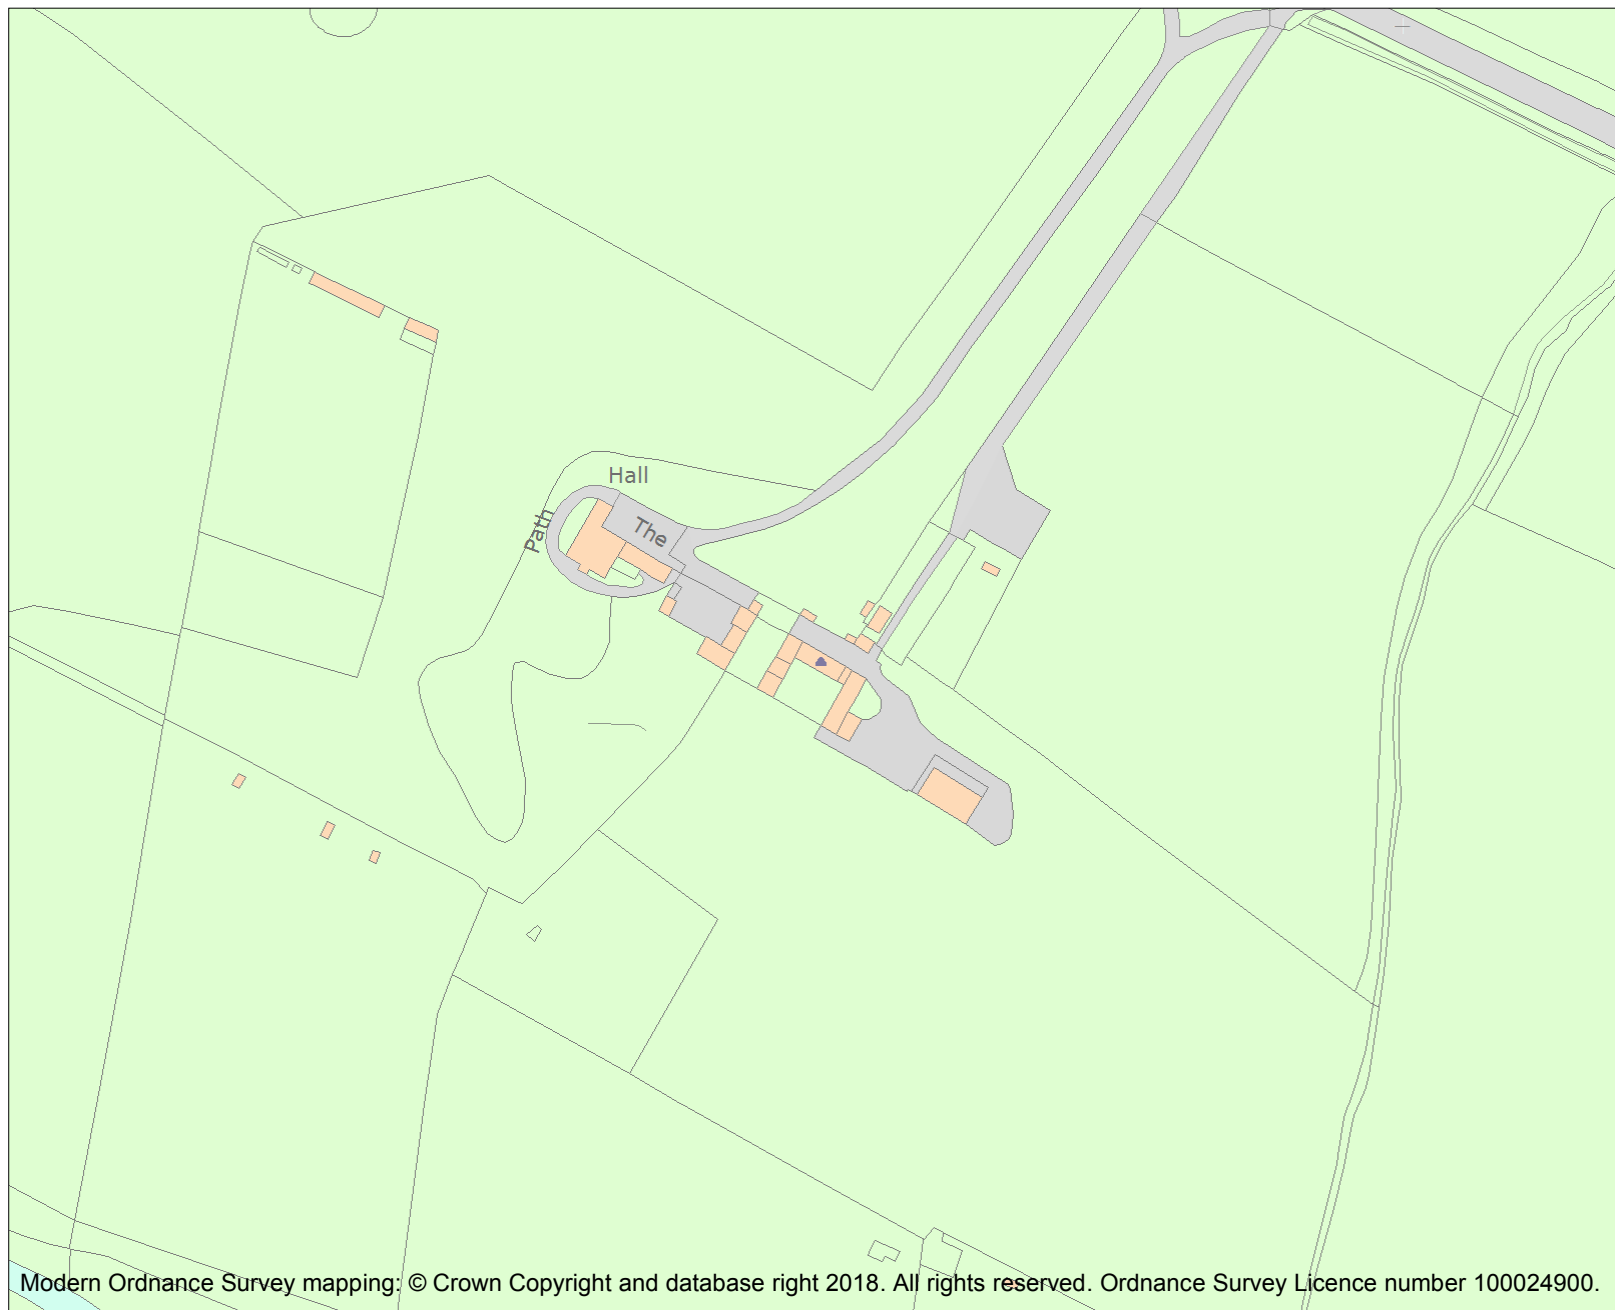 Hall
The
Path
Modern Ordnance Survey mapping: © Crown Copyright and database right 2018. All rights reserved. Ordnance Survey Licence number 100024900.